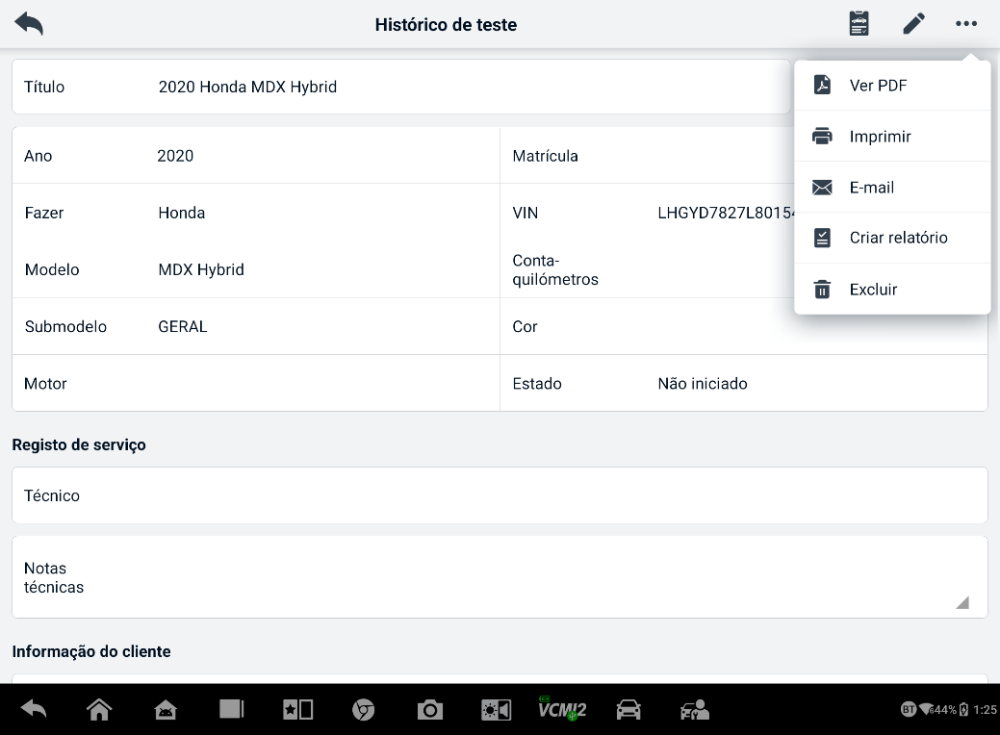 Histórico de teste
Título 2020 Honda MDX Hybrid
Ver PDF
Imprimir
E-mail
Criar relatório
Excluir
Ano 2020 Matrícula
Fazer Honda VIN LHGYD7827L8015
Modelo MDX Hybrid Conta-
quilómetros
Submodelo GERAL Cor
Motor Estado Não iniciado
Registo de serviço
Técnico
Notas
técnicas
Informação do cliente
VCMI2
BT 44% 1:25